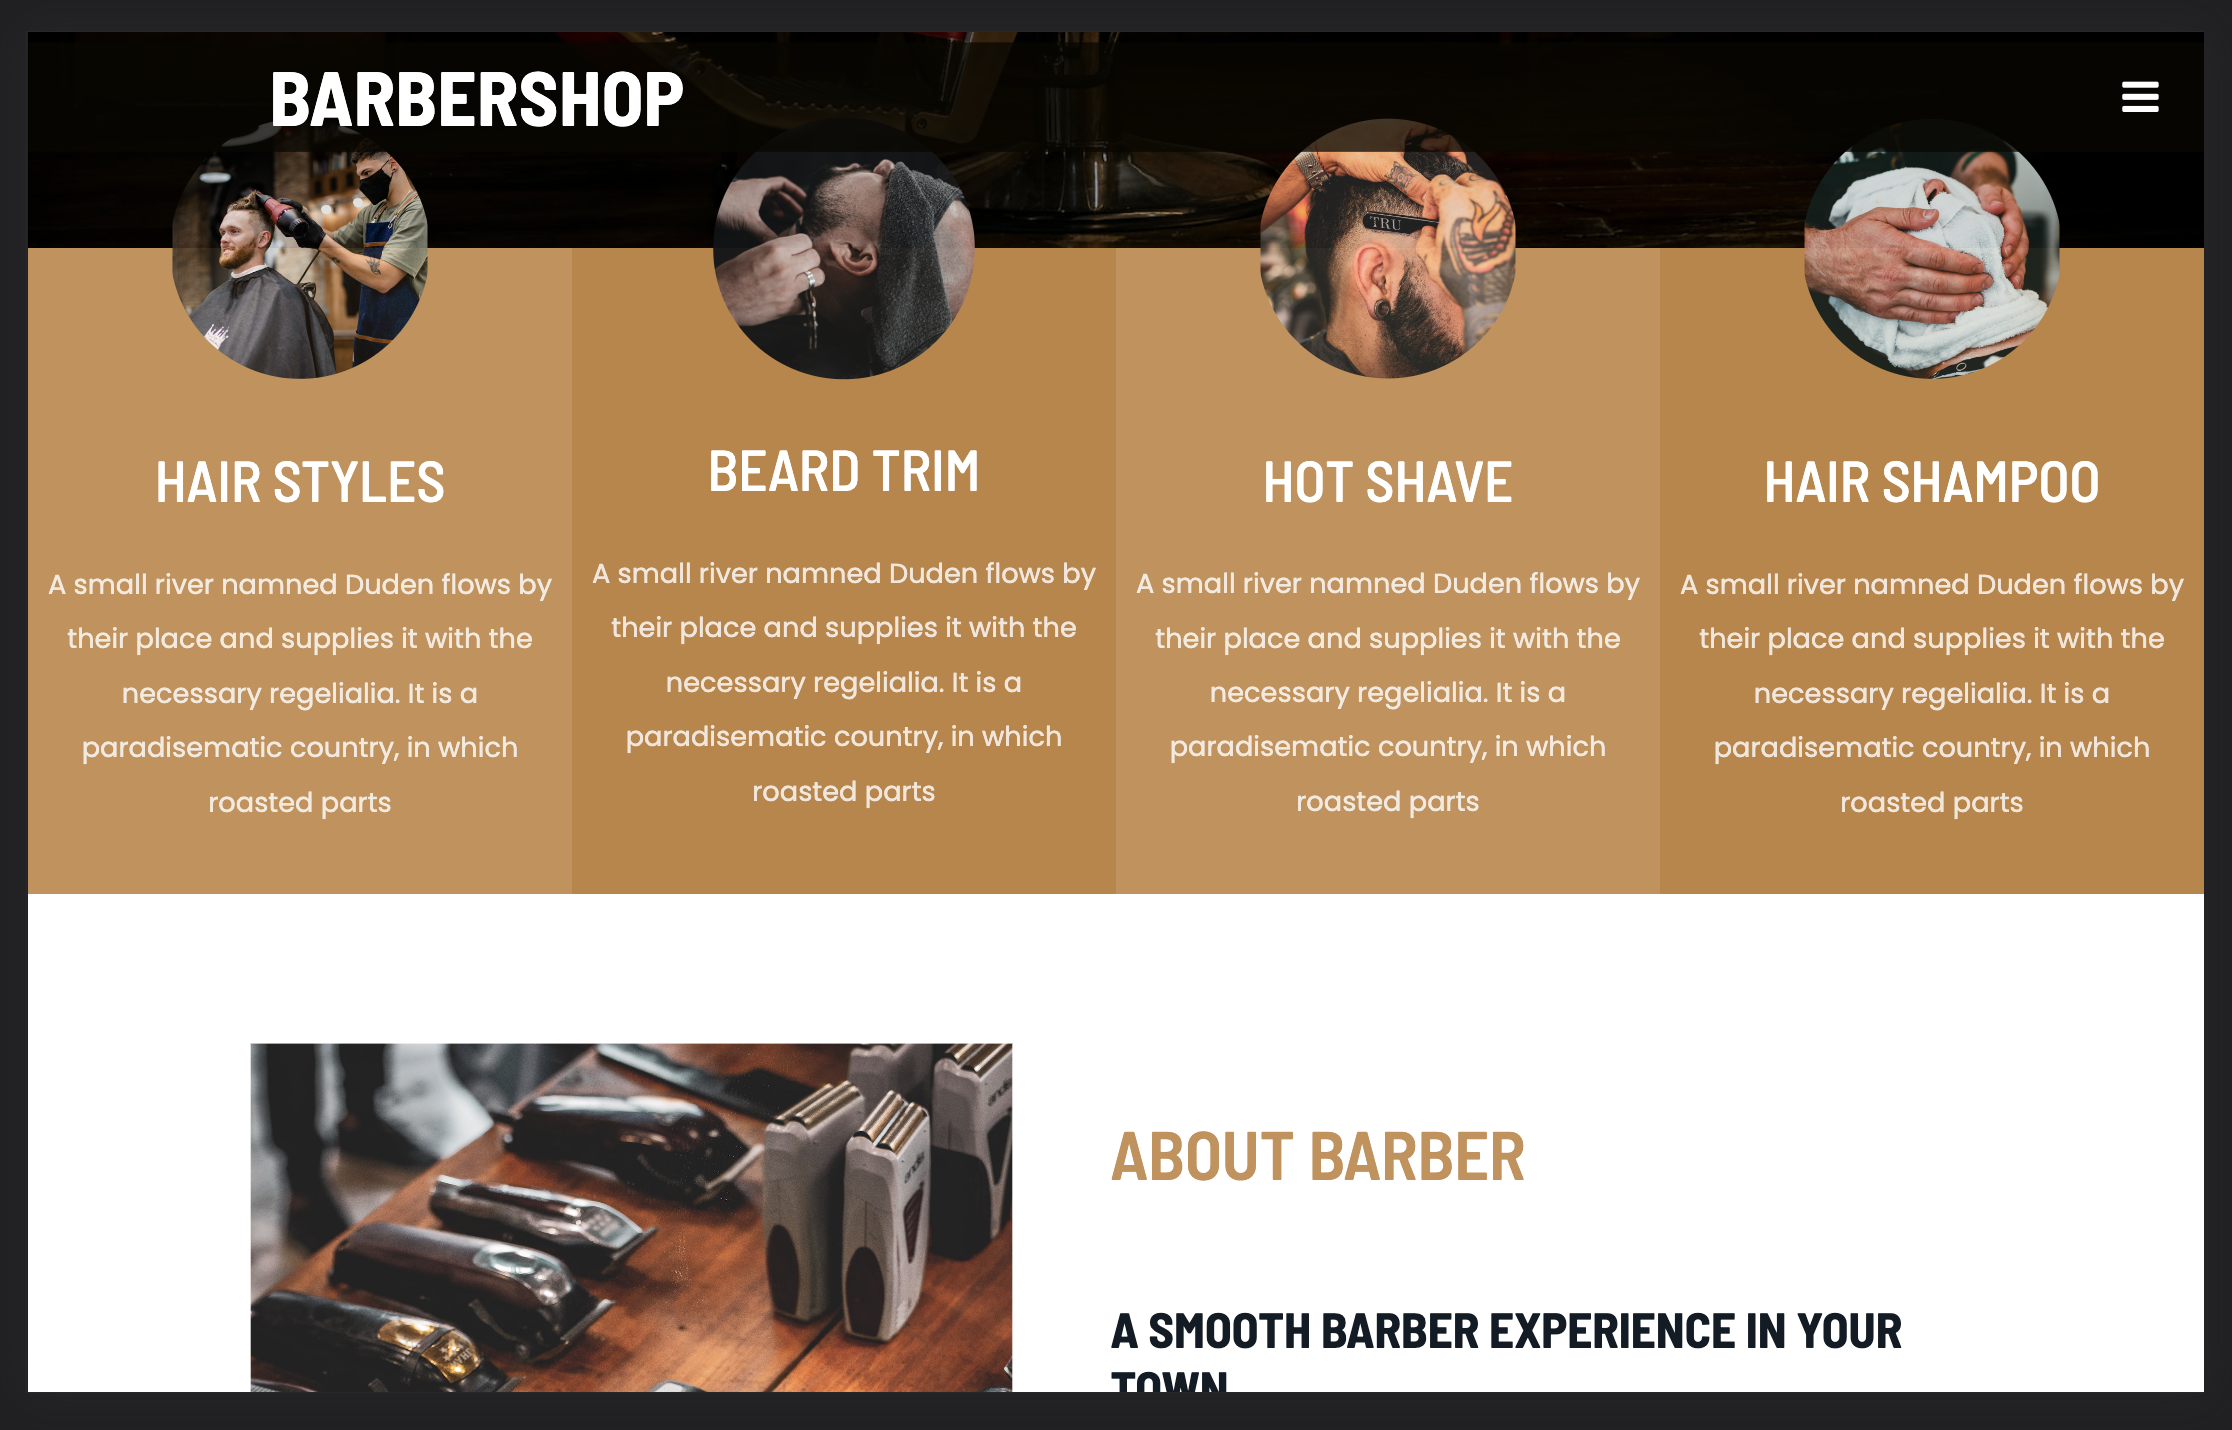 BARBERSHOP
TRU
HAIR STYLES
A small river namned Duden flows by
their place and supplies it with the
necessary regelialia. It is a
paradisematic country, in which
roasted parts
BEARD TRIM
A small river namned Duden flows by
their place and supplies it with the
necessary regelialia. It is a
paradisematic country, in which
roasted parts
HOT SHAVE
A small river namned Duden flows by
their place and supplies it with the
necessary regelialia. It is a
paradisematic country, in which
roasted parts
HAIR SHAMPOO
A small river namned Duden flows by
their place and supplies it with the
necessary regelialia. It is a
paradisematic country, in which
roasted parts
andis
andis
ABOUT BARBER
A SMOOTH BARBER EXPERIENCE IN YOUR
TOWN